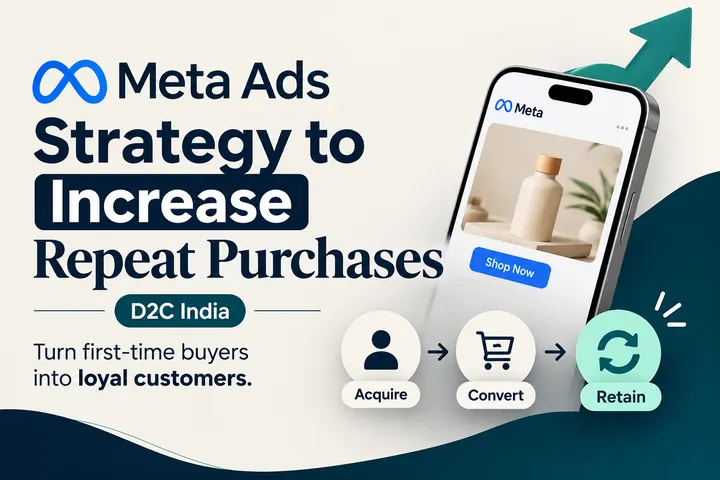 Meta Ads
Strategy to
Increase
Repeat Purchases
D2C India
Turn first-time buyers
into loyal customers.
Meta
Shop Now
Acquire
Convert
Retain